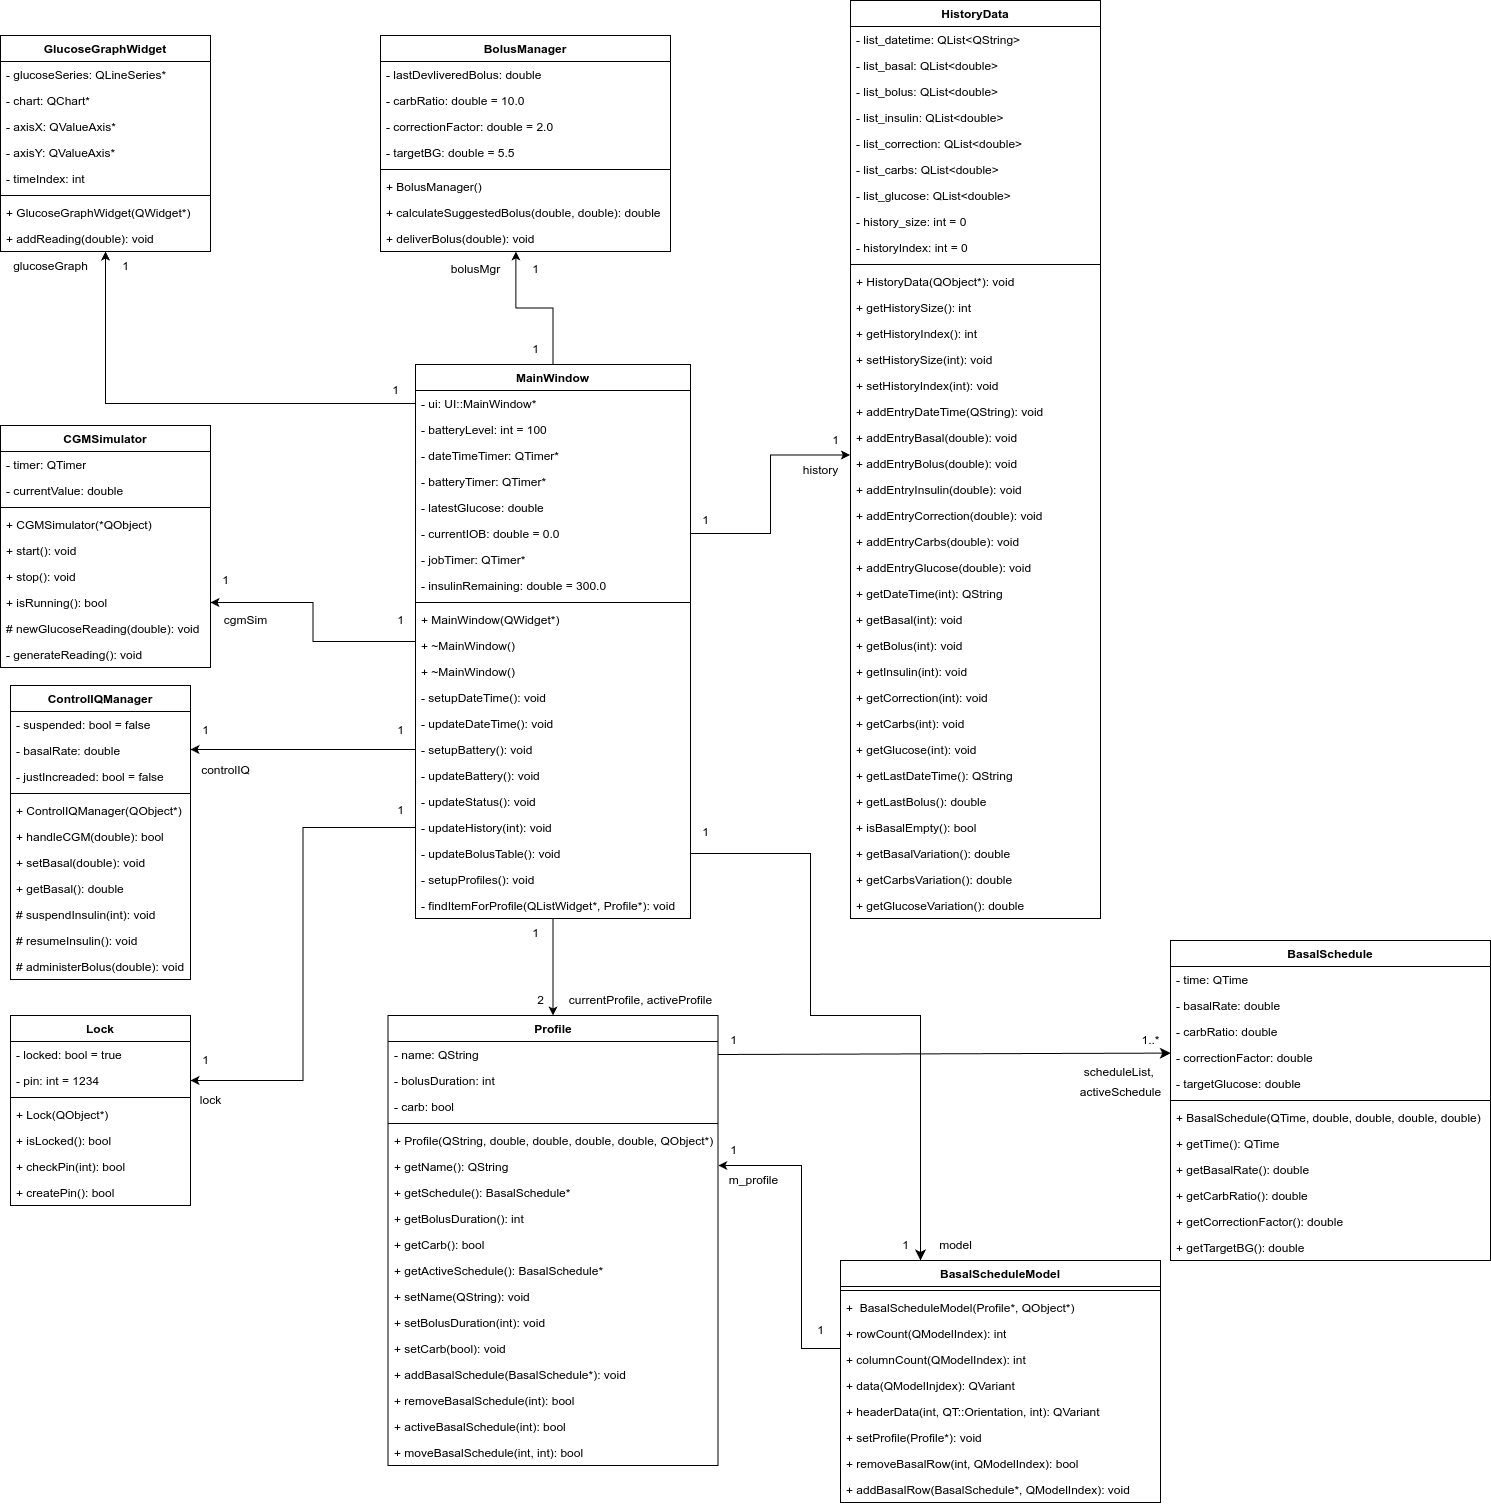 GlucoseGraphWidget
- glucoseSeries: QLineSeries*
- chart: QChart*
- axisX: QValueAxis*
- axisY: QValueAxis*
- timeIndex: int
+ GlucoseGraphWidget(QWidget*)
+ addReading(double): void
glucoseGraph
1
BolusManager
- lastDevliveredBolus: double
- carbRatio: double = 10.0
- correctionFactor: double = 2.0
- targetBG: double = 5.5
+ BolusManager()
+ calculateSuggestedBolus(double, double): double
+ deliverBolus(double): void
bolusMgr
1
1
HistoryData
- list_datetime: QList<QString>
- list_basal: QList<double>
- list_bolus: QList<double>
- list_insulin: QList<double>
- list_correction: QList<double>
- list_carbs: QList<double>
- list_glucose: QList<double>
- history_size: int = 0
- historyIndex: int = 0
+ HistoryData(QObject*): void
+ getHistorySize(): int
+ getHistoryIndex(): int
+ setHistorySize(int): void
+ setHistoryIndex(int): void
+ addEntryDateTime(QString): void
+ addEntryBasal(double): void
+ addEntryBolus(double): void
+ addEntryInsulin(double): void
+ addEntryCorrection(double): void
+ addEntryCarbs(double): void
+ addEntryGlucose(double): void
+ getDateTime(int): QString
+ getBasal(int): void
+ getBolus(int): void
+ getInsulin(int): void
+ getCorrection(int): void
+ getCarbs(int): void
+ getGlucose(int): void
+ getLastDateTime(): QString
+ getLastBolus(): double
+ isBasalEmpty(): bool
+ getBasalVariation(): double
+ getCarbsVariation(): double
+ getGlucoseVariation(): double
1
history
1
1
MainWindow
- ui: UI::MainWindow*
- batteryLevel: int = 100
- dateTimeTimer: QTimer*
- batteryTimer: QTimer*
- latestGlucose: double
- currentIOB: double = 0.0
- jobTimer: QTimer*
- insulinRemaining: double = 300.0
+ MainWindow(QWidget*)
+ ~MainWindow()
+ ~MainWindow()
- setupDateTime(): void
- updateDateTime(): void
- setupBattery(): void
- updateBattery(): void
- updateStatus(): void
- updateHistory(int): void
- updateBolusTable(): void
- setupProfiles(): void
- findItemForProfile(QListWidget*, Profile*): void
CGMSimulator
- timer: QTimer
- currentValue: double
+ CGMSimulator(*QObject)
+ start(): void
+ stop(): void
+ isRunning(): bool
# newGlucoseReading(double): void
- generateReading(): void
1
cgmSim
1
ControlIQManager
- suspended: bool = false
- basalRate: double
- justIncreaded: bool = false
+ ControlIQManager(QObject*)
+ handleCGM(double): bool
+ setBasal(double): void
+ getBasal(): double
# suspendInsulin(int): void
# resumeInsulin(): void
# administerBolus(double): void
1
controlIQ
1
1
1
Lock
- locked: bool = true
- pin: int = 1234
+ Lock(QObject*)
+ isLocked(): bool
+ checkPin(int): bool
+ createPin(): bool
1
lock
1
2
currentProfile, activeProfile
Profile
- name: QString
- bolusDuration: int
- carb: bool
+ Profile(QString, double, double, double, double, QObject*)
+ getName(): QString
+ getSchedule(): BasalSchedule*
+ getBolusDuration(): int
+ getCarb(): bool
+ getActiveSchedule(): BasalSchedule*
+ setName(QString): void
+ setBolusDuration(int): void
+ setCarb(bool): void
+ addBasalSchedule(BasalSchedule*): void
+ removeBasalSchedule(int): bool
+ activeBasalSchedule(int): bool
+ moveBasalSchedule(int, int): bool
1
1..*
scheduleList,
activeSchedule
BasalSchedule
- time: QTime
- basalRate: double
- carbRatio: double
- correctionFactor: double
- targetGlucose: double
+ BasalSchedule(QTime, double, double, double, double)
+ getTime(): QTime
+ getBasalRate(): double
+ getCarbRatio(): double
+ getCorrectionFactor(): double
+ getTargetBG(): double
1
m_profile
1
1
model
BasalScheduleModel
+ BasalScheduleModel(Profile*, QObject*)
+ rowCount(QModelIndex): int
+ columnCount(QModelIndex): int
+ data(QModelInjdex): QVariant
+ headerData(int, QT::Orientation, int): QVariant
+ setProfile(Profile*): void
+ removeBasalRow(int, QModelIndex): bool
+ addBasalRow(BasalSchedule*, QModelIndex): void